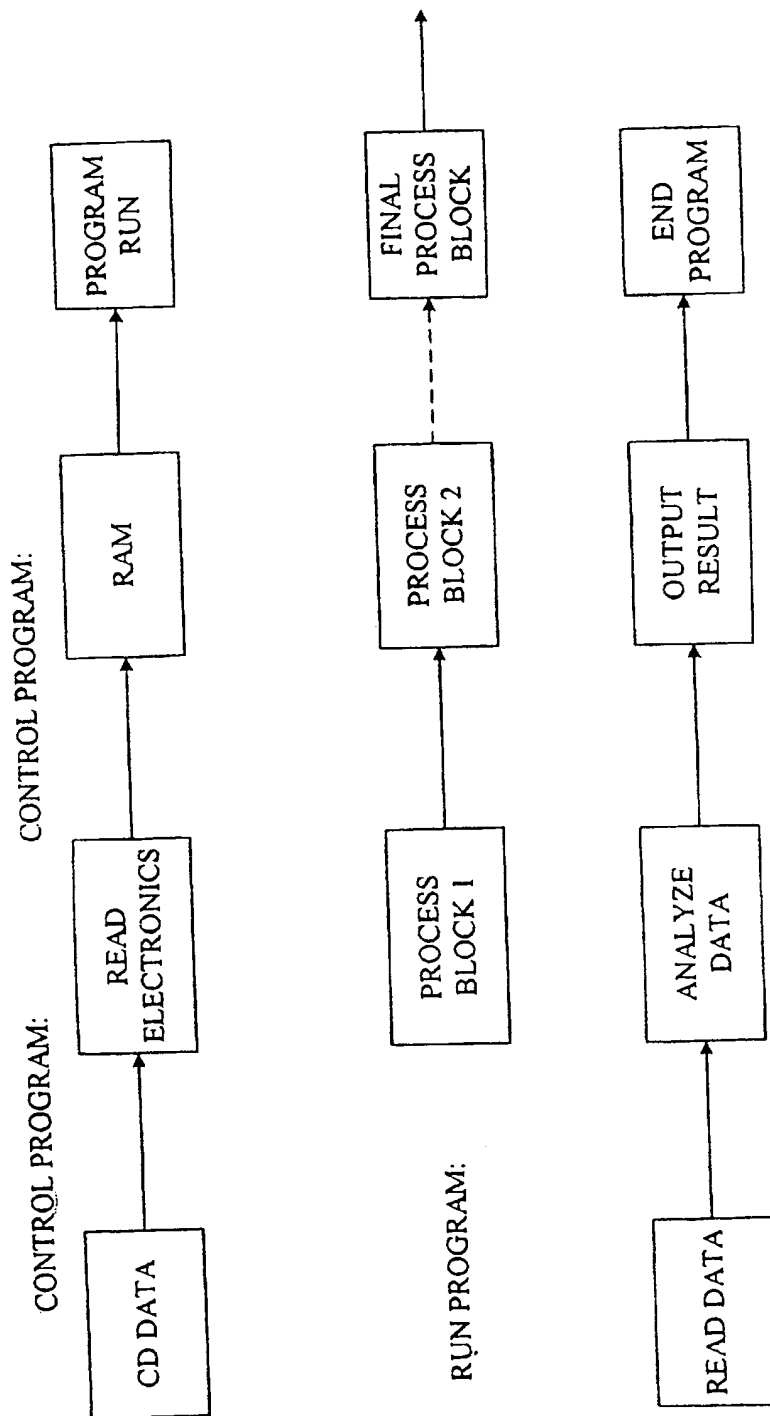 CONTROL PROGRAM:
CONTROL PROGRAM:
CD DATA
READ
ELECTRONICS
RAM
PROGRAM
RUN
RUN PROGRAM:
PROCESS
BLOCK 1
PROCESS
BLOCK 2
FINAL
PROCESS
BLOCK
READ DATA
ANALYZE
DATA
OUTPUT
RESULT
END
PROGRAM